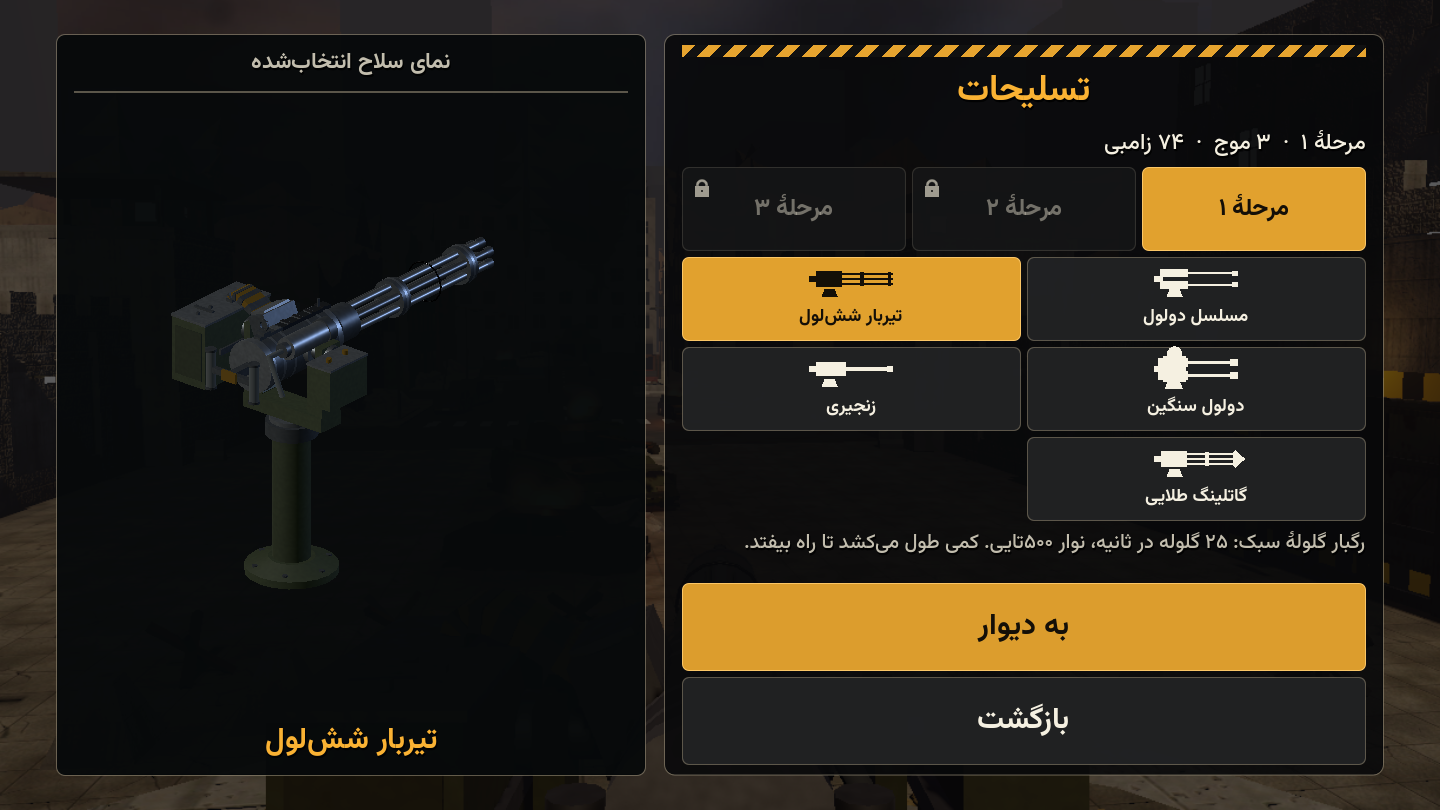 تسلیحات
مرحلهٔ ۱ · ۳ موج · ۷۴ زامبی
مرحلهٔ ۱
مرحلهٔ ۲
مرحلهٔ ۳
مسلسل دولول
تیربار شش‌لول
دولول سنگین
زنجیری
گاتلینگ طلایی
رگبار گلولهٔ سبک: ۲۵ گلوله در ثانیه، نوار ۵۰۰تایی. کمی طول می‌کشد تا راه بیفتد.
به دیوار
بازگشت
نمای سلاح انتخاب‌شده
تیربار شش‌لول